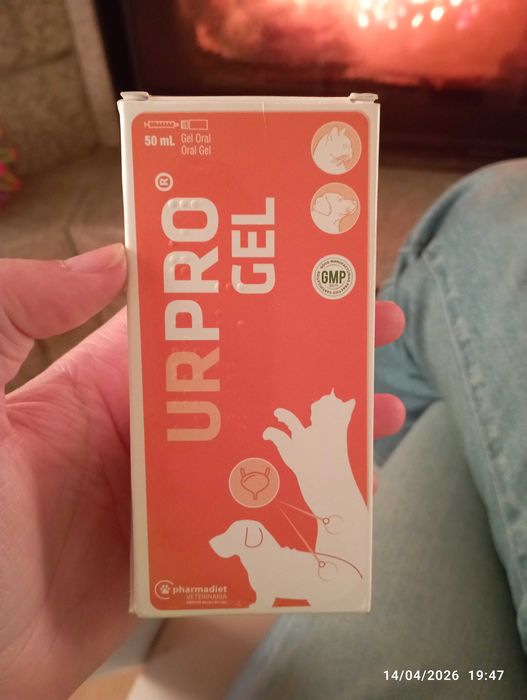 50 mL
Gel Oral
Oral Gel
URPRO®
GEL
GMP
pharmadiet
VETERINARIA
14/04/2026 19:47